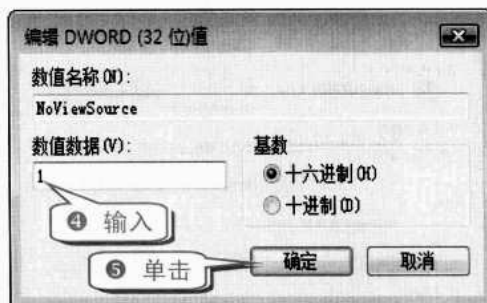 编辑 DWORD (32 位)值
数值名称(N):
NoViewSource
数值数据(V):
1
基数
十六进制(H)
十进制(D)
❹ 输入
❺ 单击
确定
取消